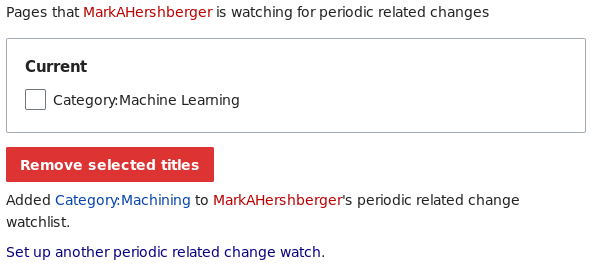 Pages that MarkAHershberger is watching for periodic related changes
Current
Category:Machine Learning
Remove selected titles
Added Category:Machining to MarkAHershberger's periodic related change
watchlist.
Set up another periodic related change watch.